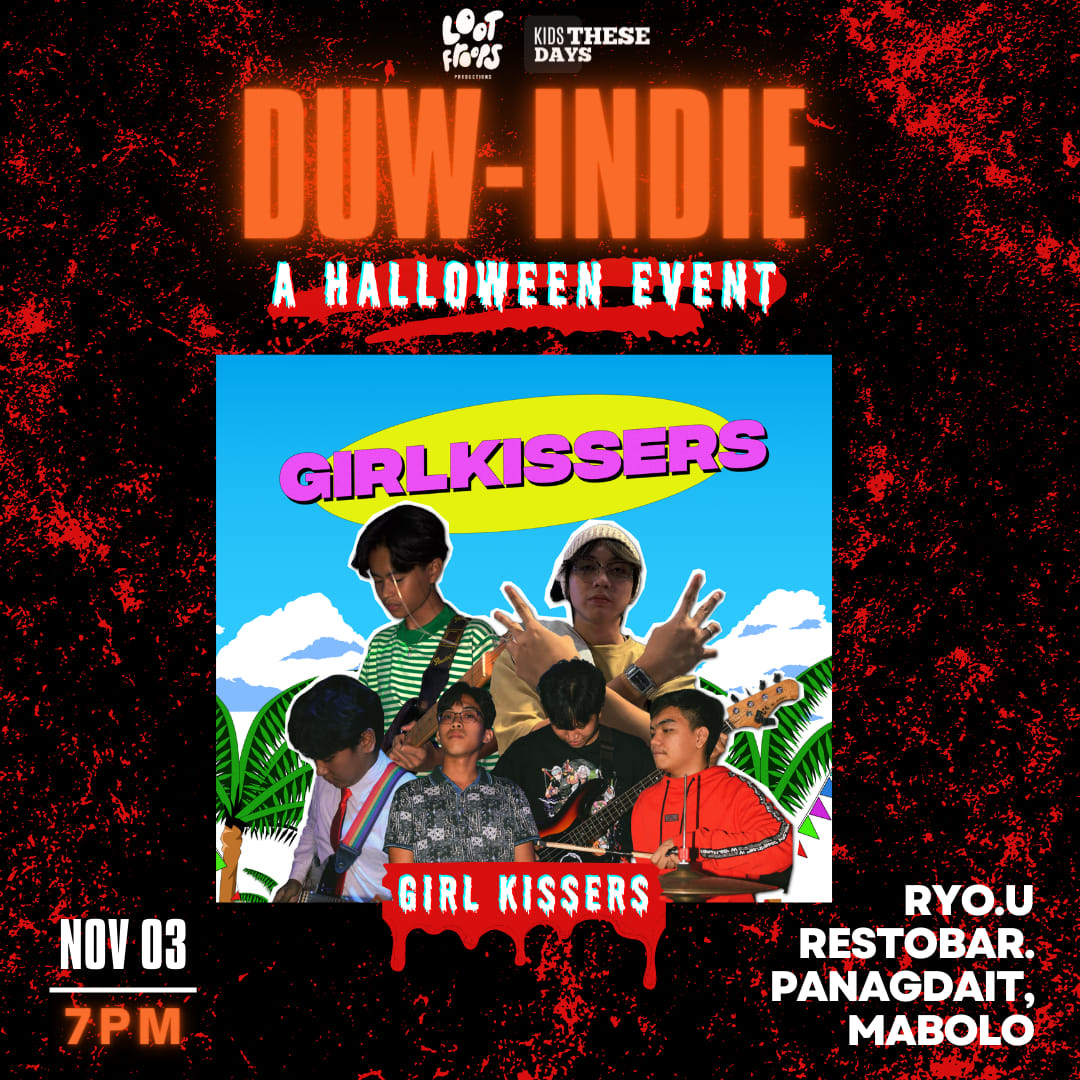 LOOT
FROOTS
PRODUCTIONS
KIDS THESE
DAYS
DUW-INDIE
A HALLOWEEN EVENT
GIRLKISSERS
GIRL KISSERS
NOV 03
7PM
RYO.U
RESTOBAR.
PANAGDAIT,
MABOLO